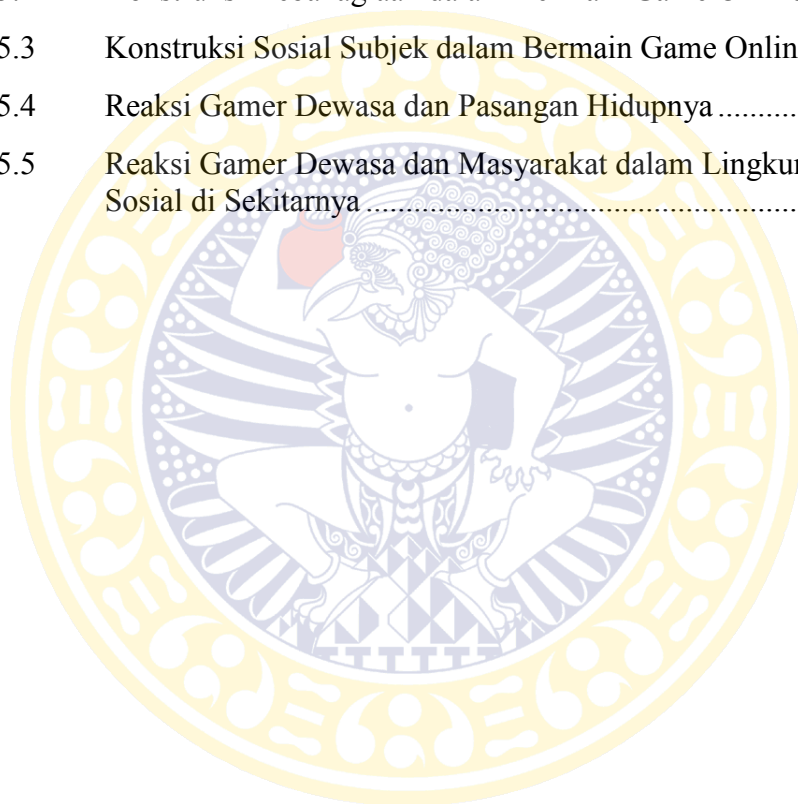 5.3 Konstruksi Sosial Subjek dalam Bermain Game Onlin
5.4 Reaksi Gamer Dewasa dan Pasangan Hidupnya ..........
5.5 Reaksi Gamer Dewasa dan Masyarakat dalam Lingkun
Sosial di Sekitarnya ....................................................